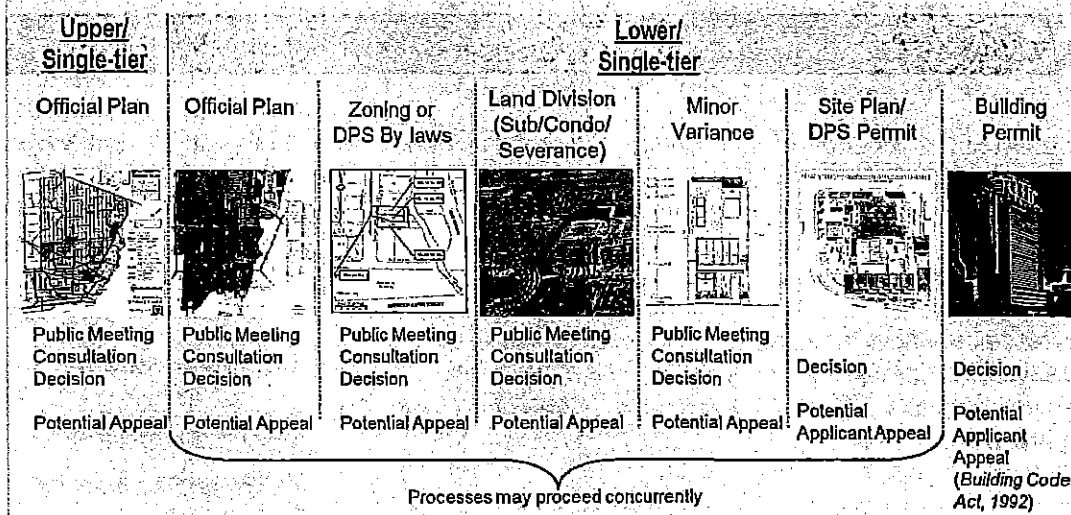 Upper/
Single-tier
Lower/
Single-tier
Official Plan
Official Plan
Zoning or
DPS By laws
Land Division
(Sub/Condo/
Severance)
Minor
Variance
Site Plan/
DPS Permit
Building
Permit
Public Meeting
Consultation
Decision
Potential Appeal
Public Meeting
Consultation
Decision
Potential Appeal
Public Meeting
Consultation
Decision
Potential Appeal
Public Meeting
Consultation
Decision
Potential Appeal
Public Meeting
Consultation
Decision
Potential Appeal
Decision
Potential
Applicant Appeal
Decision
Potential
Applicant
Appeal
(Building Code
Act, 1992)
Processes may proceed concurrently